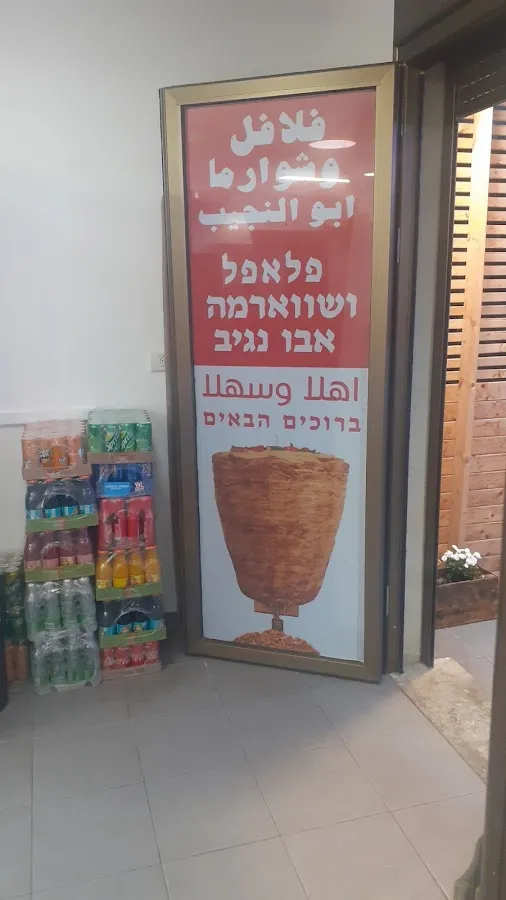 فلافل
وشوارما
ابو النجيب
פלאפל
ושווארמה
אבו נגיב
اهلا وسهلا
ברוכים הבאים